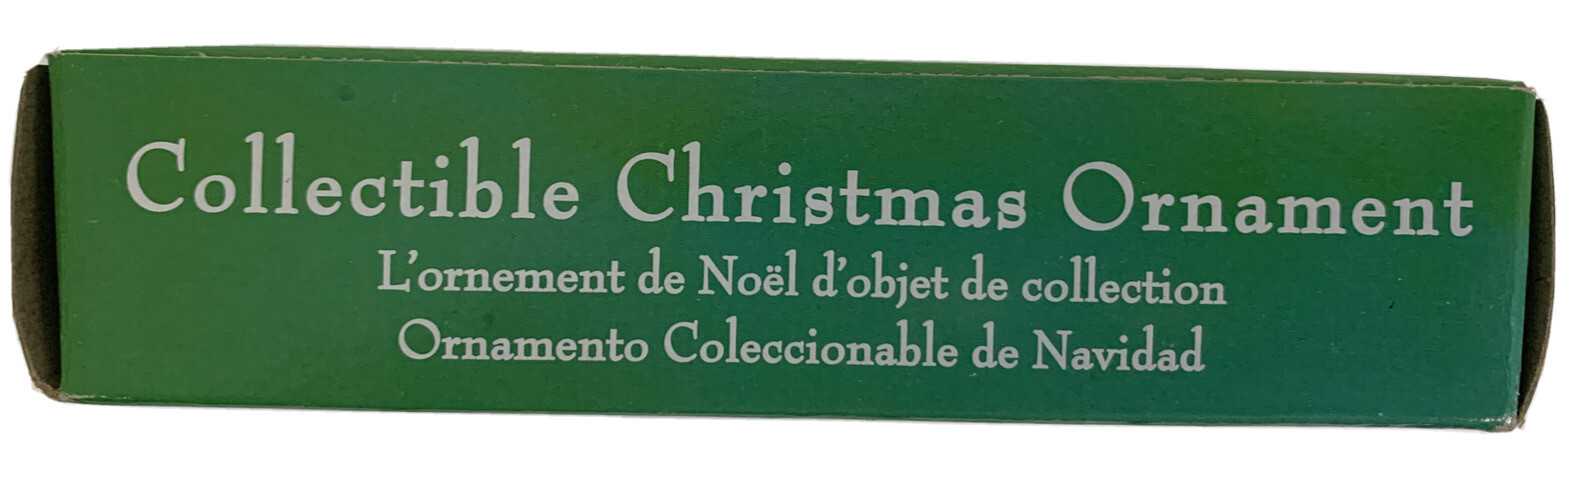 Collectible Christmas Ornament
L'ornement de Noël d'objet de collection
Ornamento Coleccionable de Navidad